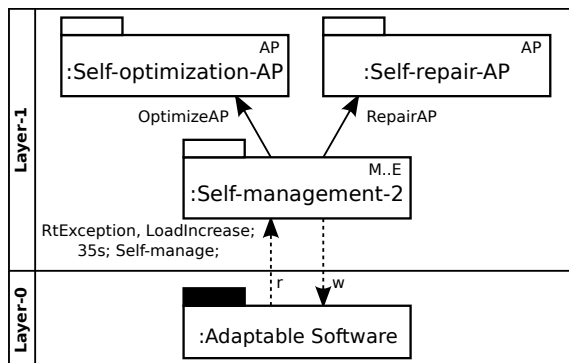 AP
:Self-optimization-AP
AP
:Self-repair-AP
OptimizeAP
RepairAP
Layer-1
M..E
:Self-management-2
RtException, LoadIncrease;
35s; Self-manage;
r
w
Layer-0
:Adaptable Software